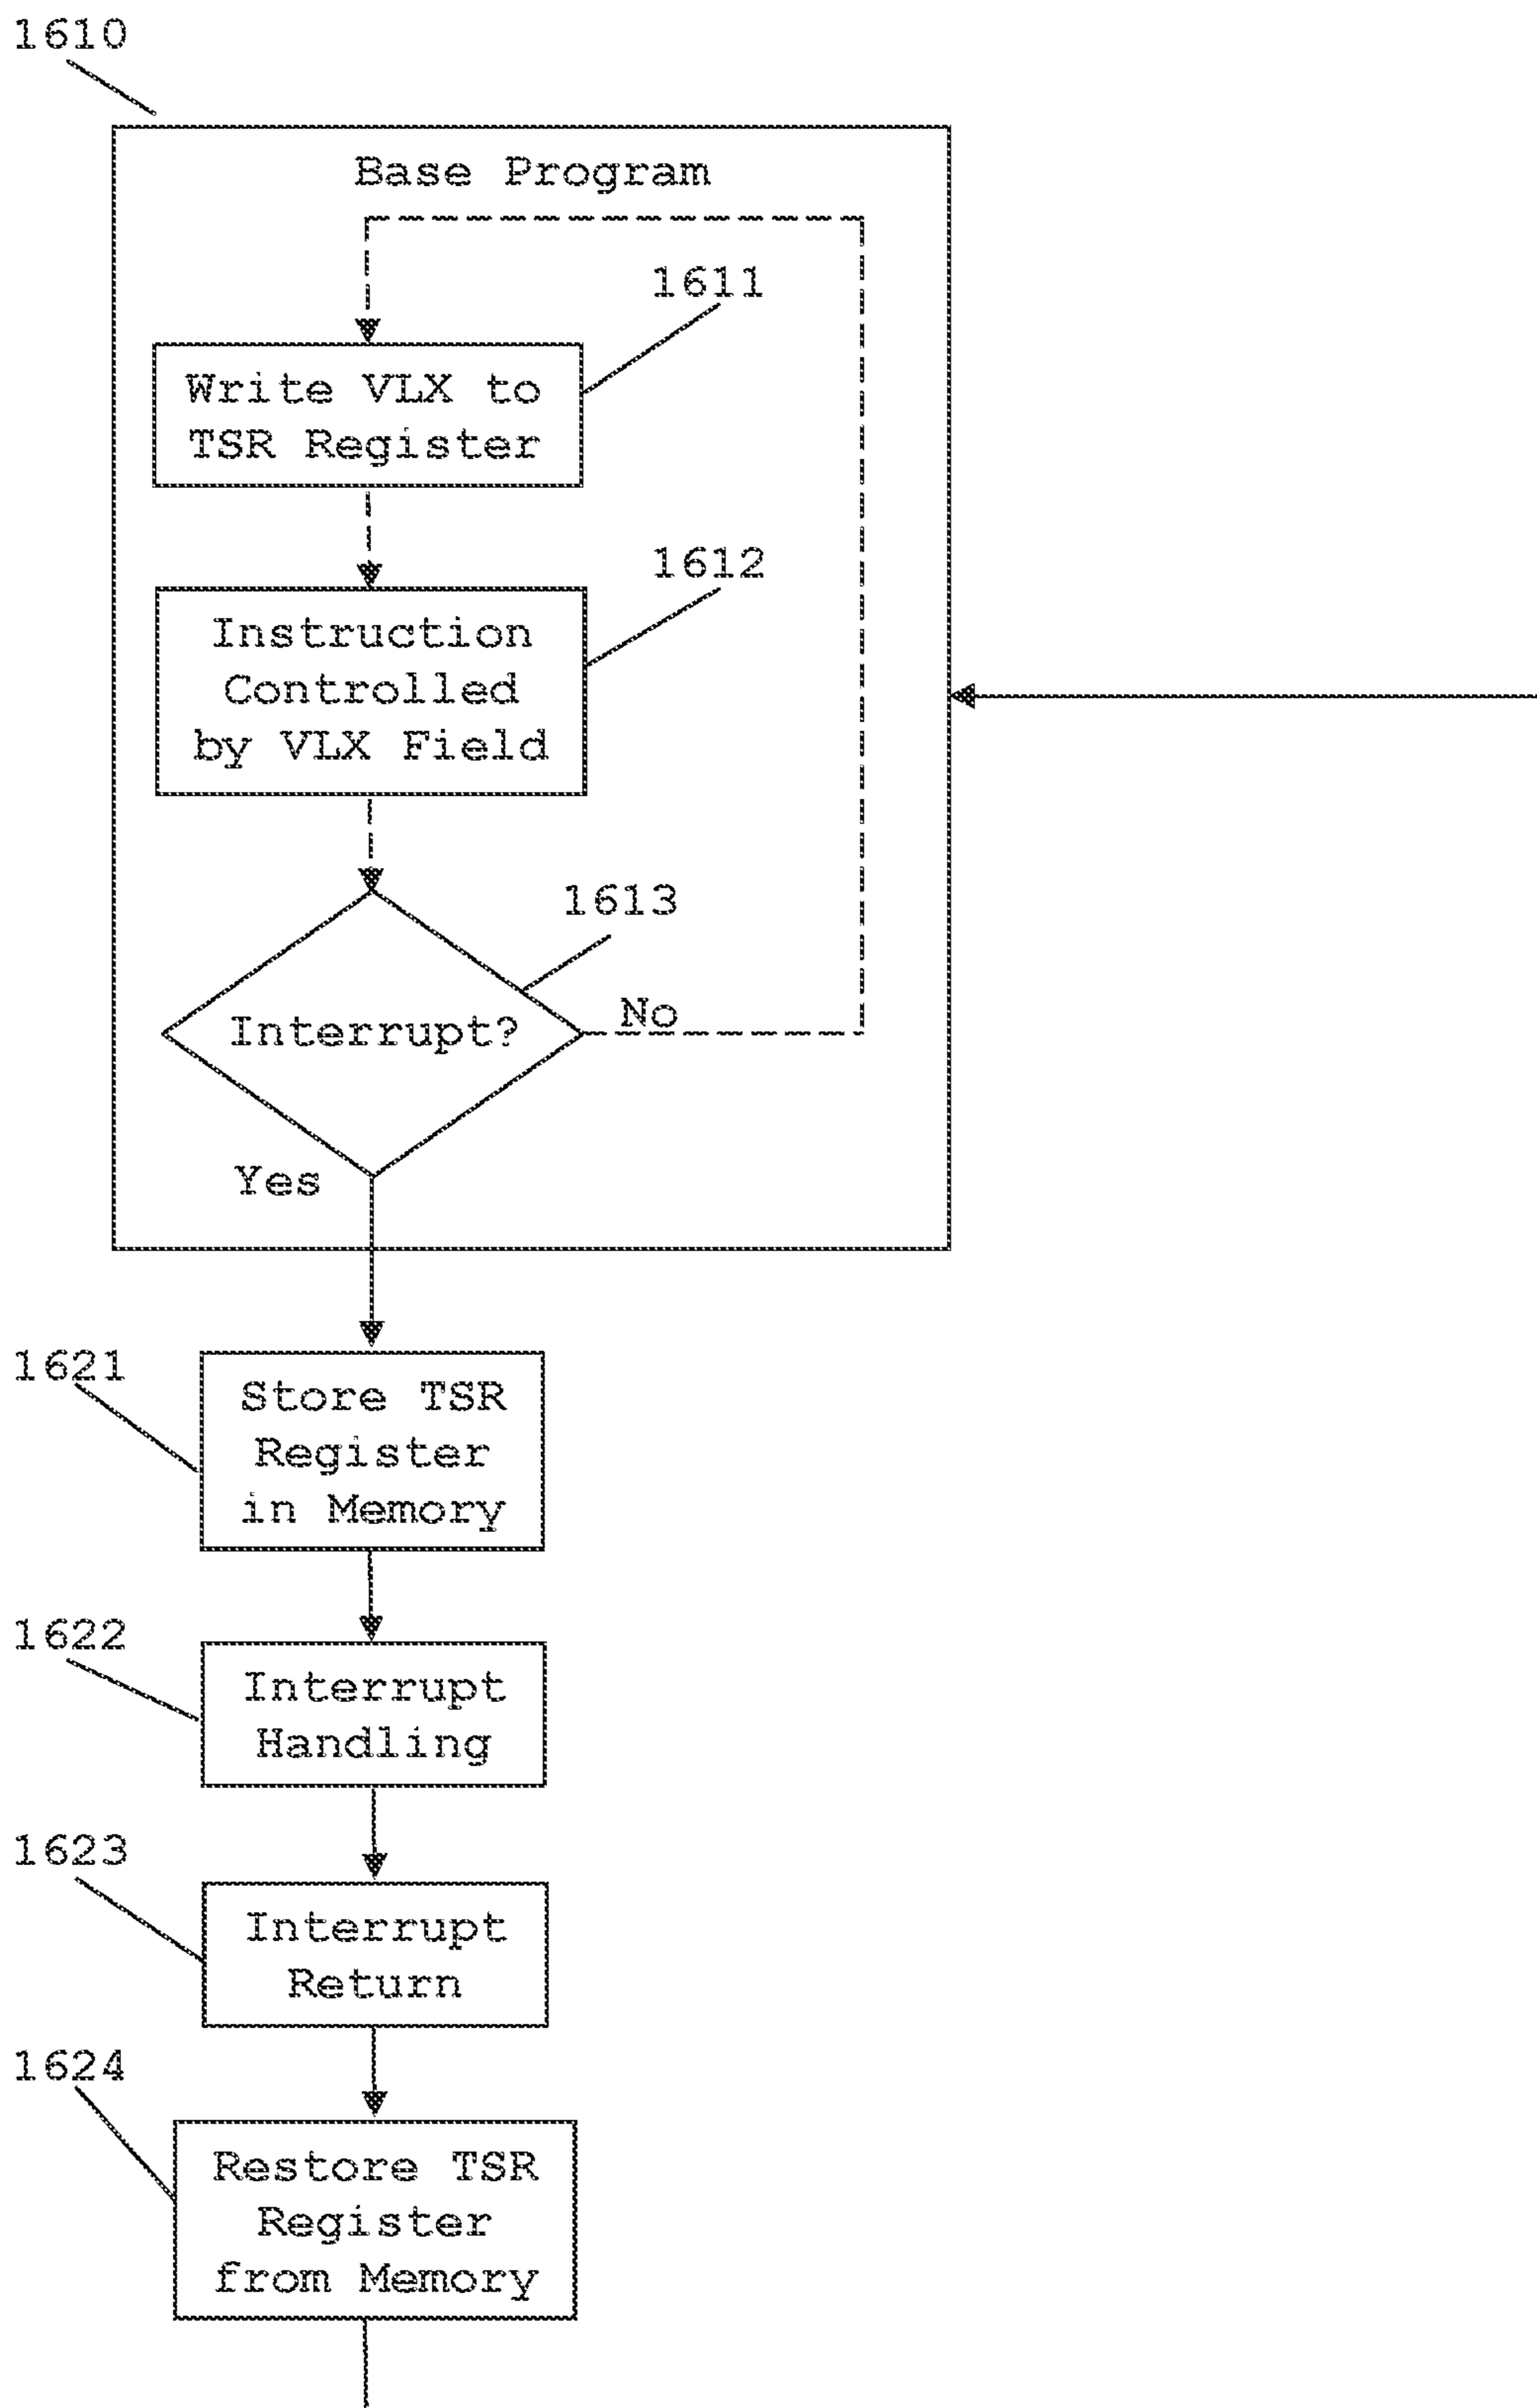 1610
Base Program
1611
Write VLX to
TSR Register
1612
Instruction
Controlled
by VLX Field
1613
Interrupt?
No
Yes
1621
Store TSR
Register
in Memory
1622
Interrupt
Handling
1623
Interrupt
Return
1624
Restore TSR
Register
from Memory